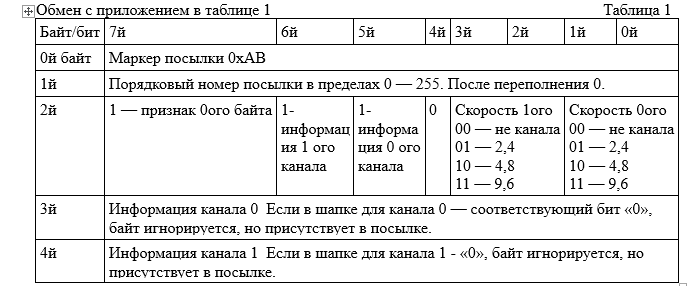 Обмен с приложением в таблице 1 Таблица 1
Байт/бит 7й 6й 5й 4й 3й 2й 1й 0й
0й байт Маркер посылки 0xAB
1й Порядковый номер посылки в пределах 0 — 255. После переполнения 0.
2й 1 — признак 0ого байта 1- 1- 0 Скорость 1ого Скорость 0ого
информац информа 00 — не канала 00 — не канала
ия 1 ого ция 0 ого 01 — 2,4 01 — 2,4
канала канала 10 — 4,8 10 — 4,8
11 — 9,6 11 — 9,6
3й Информация канала 0  Если в шапке для канала 0 — соответствующий бит «0»,
байт игнорируется, но присутствует в посылке.
4й Информация канала 1  Если в шапке для канала 1 - «0», байт игнорируется, но
присутствует в посылке.